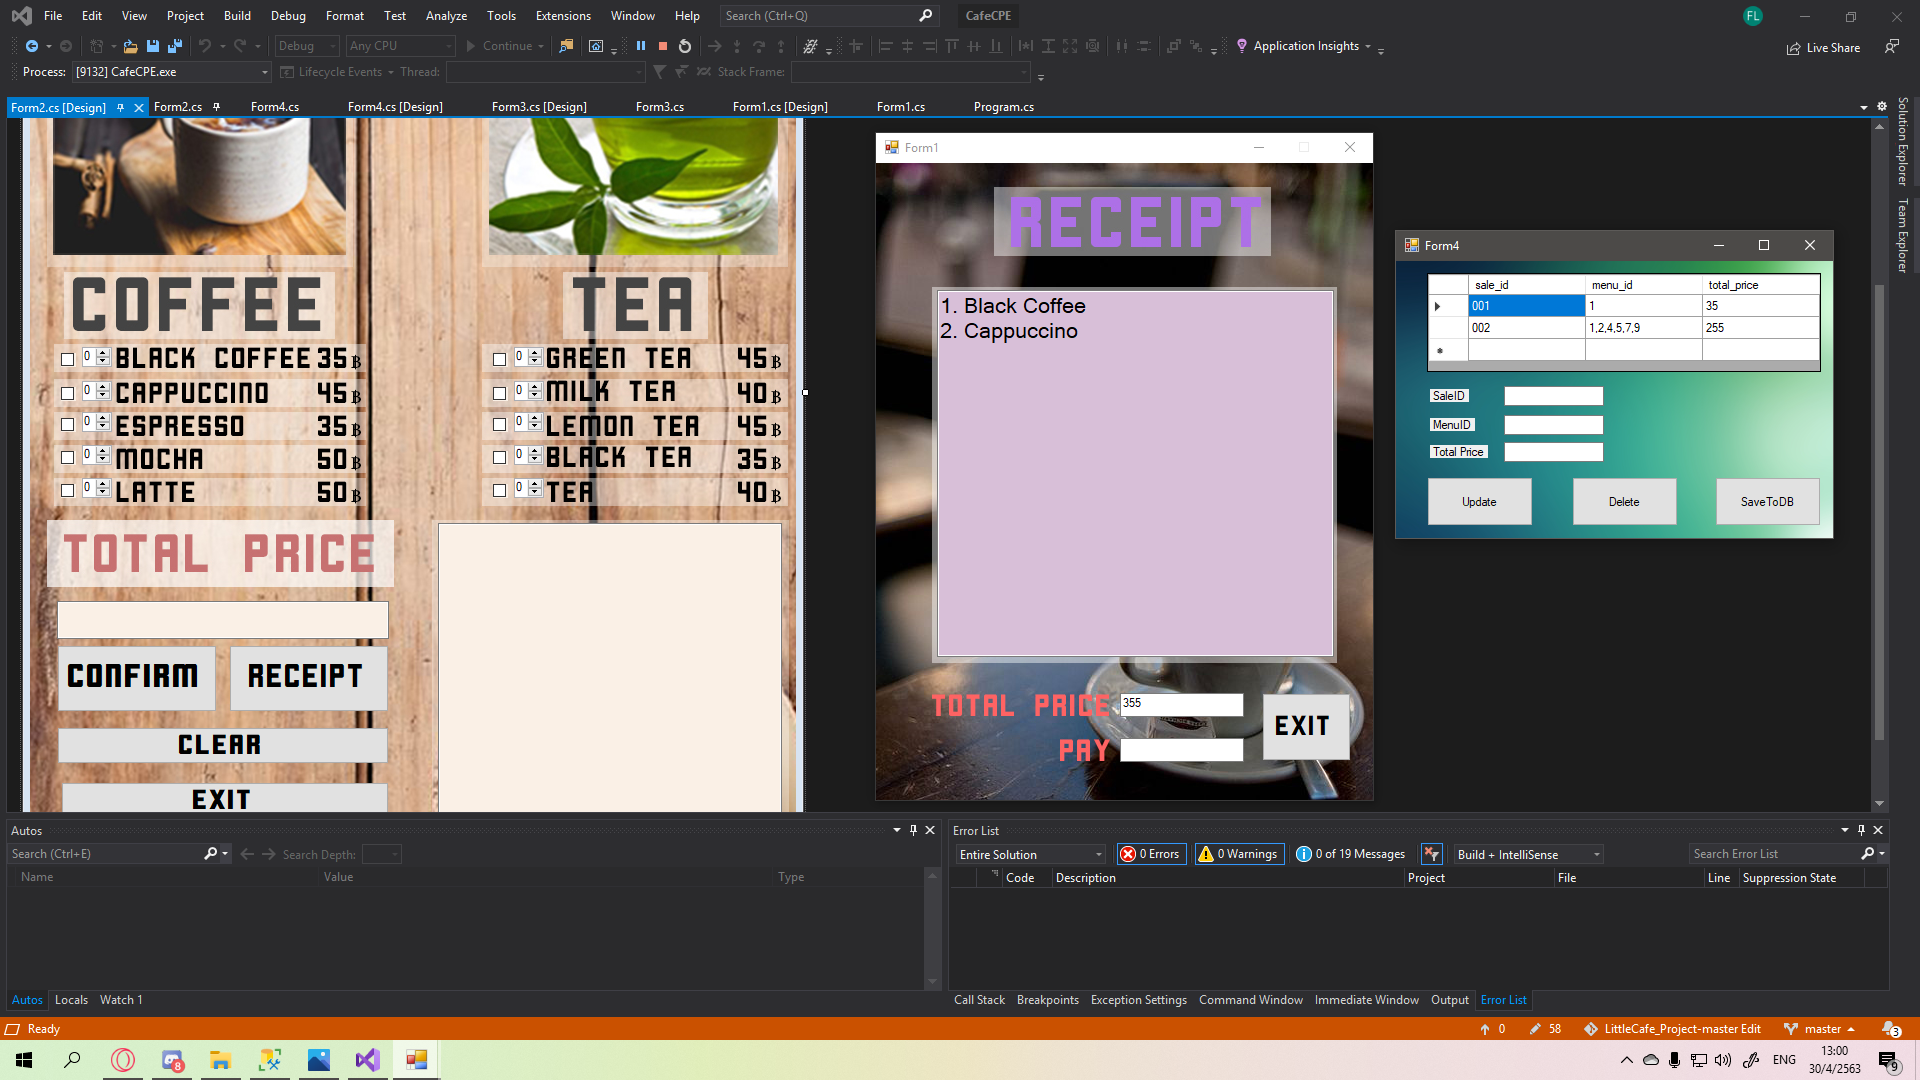 File Edit View Project Build Debug Format Test Analyze Tools Extensions Window Help Search (Ctrl+Q) CafeCPE FL
Debug Any CPU Continue Application Insights Live Share
Process: [9132] CafeCPE.exe Lifecycle Events Thread: Stack Frame:
Form2.cs [Design] Form2.cs Form4.cs Form4.cs [Design] Form3.cs [Design] Form3.cs Form1.cs [Design] Form1.cs Program.cs
Solution Explorer
Team Explorer
COFFEE
0 BLACK COFFEE 35฿
0 CAPPUCCINO 45฿
0 ESPRESSO 35฿
0 MOCHA 50฿
0 LATTE 50฿
TEA
0 GREEN TEA 45฿
0 MILK TEA 40฿
0 LEMON TEA 45฿
0 BLACK TEA 35฿
0 TEA 40฿
TOTAL PRICE
CONFIRM RECEIPT
CLEAR
EXIT
Form1
RECEIPT
1. Black Coffee
2. Cappuccino
TOTAL PRICE 355
PAY
EXIT
Form4
sale_id menu_id total_price
001 1 35
002 1,2,4,5,7,9 255
SaleID
MenuID
Total Price
Update Delete SaveToDB
Autos
Search (Ctrl+E) Search Depth:
Name Value Type
Autos Locals Watch 1
Error List
Entire Solution 0 Errors 0 Warnings 0 of 19 Messages Build + IntelliSense Search Error List
Code Description Project File Line Suppression State
Call Stack Breakpoints Exception Settings Command Window Immediate Window Output Error List
Ready 0 58 LittleCafe_Project-master Edit master 3
8 ENG 13:00
30/4/2563 9